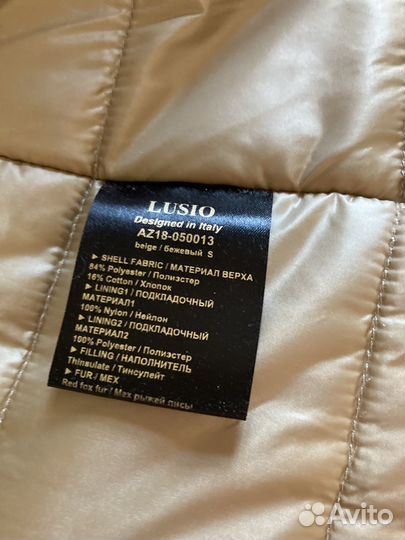 LUSIO
Designed in Italy
AZ18-050013
beige / бежевый S
► SHELL FABRIC / МАТЕРИАЛ ВЕРХА
84% Polyester / Полиэстер
16% Cotton / Хлопок
► LINING1 / ПОДКЛАДОЧНЫЙ
МАТЕРИАЛ1
100% Nylon / Нейлон
► LINING2 / ПОДКЛАДОЧНЫЙ
МАТЕРИАЛ2
100% Polyester / Полиэстер
► FILLING / НАПОЛНИТЕЛЬ
Thinsulate / Тинсулейт
► FUR / МЕХ
Red fox fur / Мех рыжей лисы
Avito